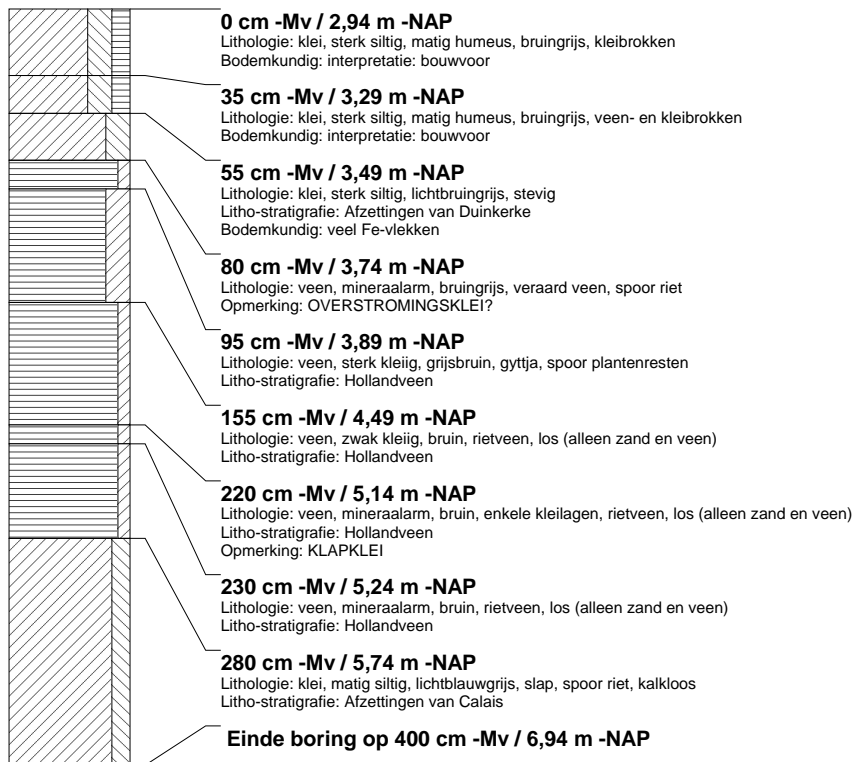 0 cm -Mv / 2,94 m -NAP
Lithologie: klei, sterk siltig, matig humeus, bruingrijs, kleibrokken
Bodemkundig: interpretatie: bouwvoor
35 cm -Mv / 3,29 m -NAP
Lithologie: klei, sterk siltig, matig humeus, bruingrijs, veen- en kleibrokken
Bodemkundig: interpretatie: bouwvoor
55 cm -Mv / 3,49 m -NAP
Lithologie: klei, sterk siltig, lichtbruingrijs, stevig
Litho-stratigrafie: Afzettingen van Duinkerke
Bodemkundig: veel Fe-vlekken
80 cm -Mv / 3,74 m -NAP
Lithologie: veen, mineraalarm, bruingrijs, veraard veen, spoor riet
Opmerking: OVERSTROMINGSKLEI?
95 cm -Mv / 3,89 m -NAP
Lithologie: veen, sterk kleiig, grijsbruin, gyttja, spoor plantenresten
Litho-stratigrafie: Hollandveen
155 cm -Mv / 4,49 m -NAP
Lithologie: veen, zwak kleiig, bruin, rietveen, los (alleen zand en veen)
Litho-stratigrafie: Hollandveen
220 cm -Mv / 5,14 m -NAP
Lithologie: veen, mineraalarm, bruin, enkele kleilagen, rietveen, los (alleen zand en veen)
Litho-stratigrafie: Hollandveen
Opmerking: KLAPKLEI
230 cm -Mv / 5,24 m -NAP
Lithologie: veen, mineraalarm, bruin, rietveen, los (alleen zand en veen)
Litho-stratigrafie: Hollandveen
280 cm -Mv / 5,74 m -NAP
Lithologie: klei, matig siltig, lichtblauwgrijs, slap, spoor riet, kalkloos
Litho-stratigrafie: Afzettingen van Calais
Einde boring op 400 cm -Mv / 6,94 m -NAP